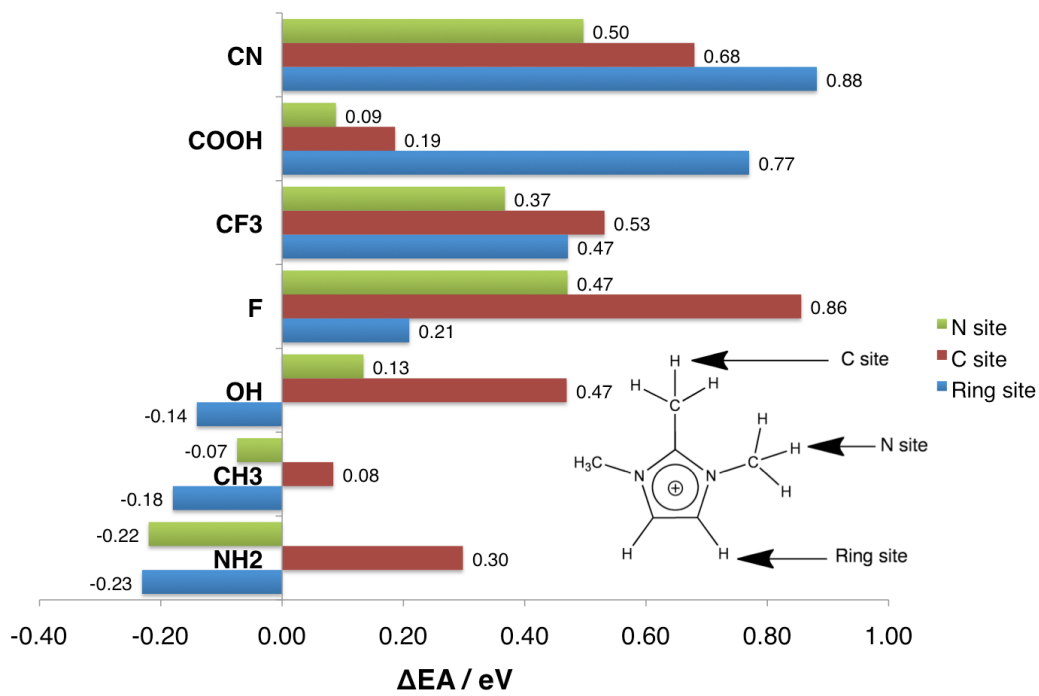 CN
0.50
0.68
0.88
COOH
0.09
0.19
0.77
CF3
0.37
0.53
0.47
F
0.47
0.86
0.21
OH
0.13
0.47
-0.14
CH3
-0.07
0.08
-0.18
NH2
-0.22
0.30
-0.23
-0.40 -0.20 0.00 0.20 0.40 0.60 0.80 1.00
ΔEA / eV
N site
C site
Ring site
H C site
H H
C
H
H N site
H₃C N N C
⊕ H
H H Ring site